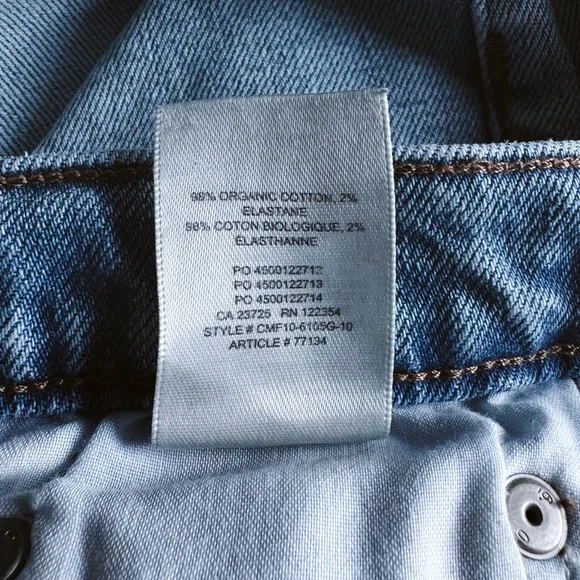 98% ORGANIC COTTON, 2%
ELASTANE
98% COTON BIOLOGIQUE, 2%
ÉLASTHANNE
PO 4500122712
PO 4500122713
PO 4500122714
CA 23725 RN 122354
STYLE # CMF10-6105G-10
ARTICLE # 77134